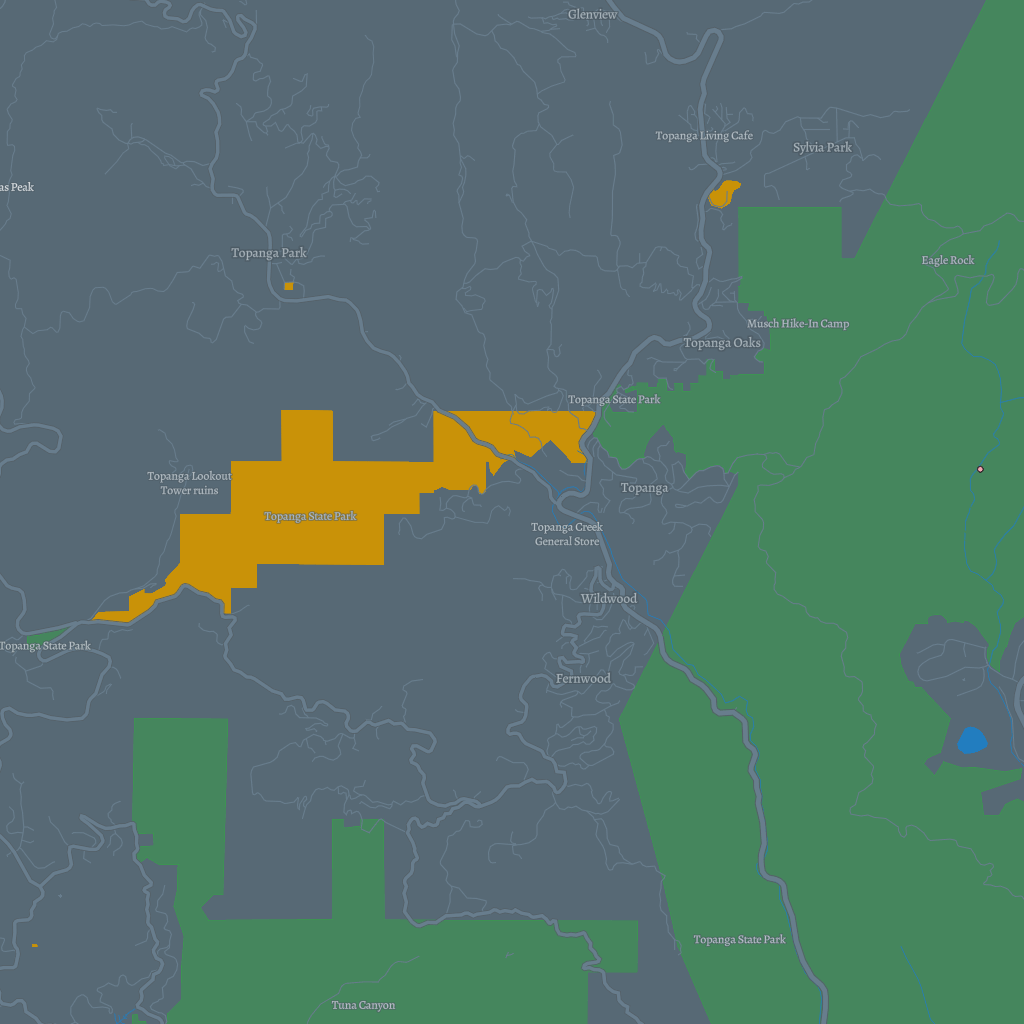 Glenview
Topanga Living Cafe
Sylvia Park
as Peak
Topanga Park
Eagle Rock
Musch Hike-In Camp
Topanga Oaks
Topanga State Park
Topanga Lookout
Tower ruins
Topanga
Topanga State Park
Topanga Creek
General Store
Wildwood
Topanga State Park
Fernwood
Topanga State Park
Tuna Canyon